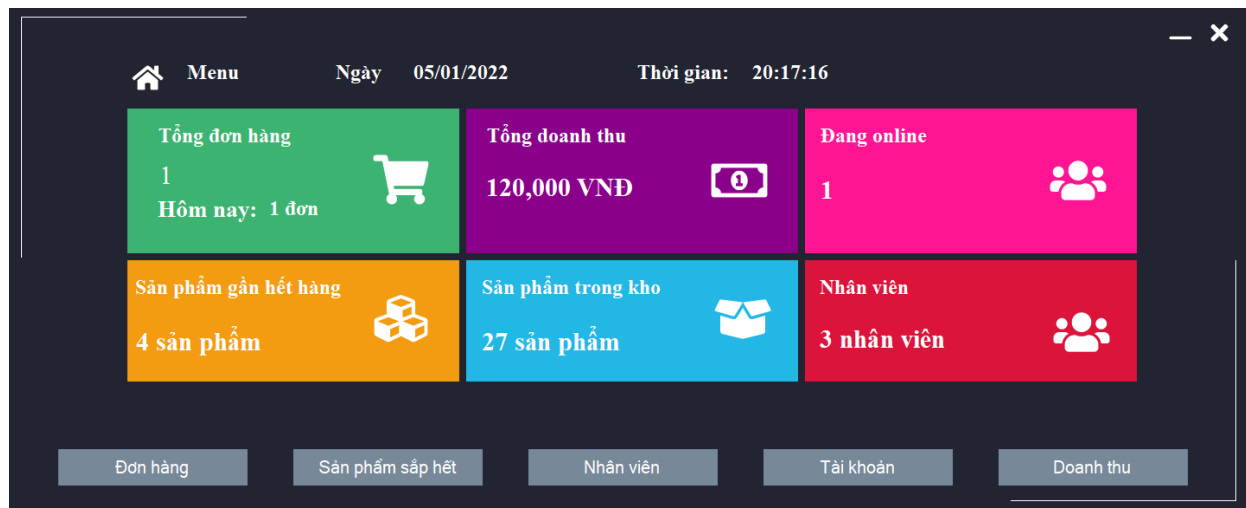 Menu Ngày 05/01/2022 Thời gian: 20:17:16
Tổng đơn hàng
1
Hôm nay: 1 đơn
Tổng doanh thu
120,000 VNĐ
1
Đang online
1
Sản phẩm gần hết hàng
4 sản phẩm
Sản phẩm trong kho
27 sản phẩm
Nhân viên
3 nhân viên
Đơn hàng
Sản phẩm sắp hết
Nhân viên
Tài khoản
Doanh thu